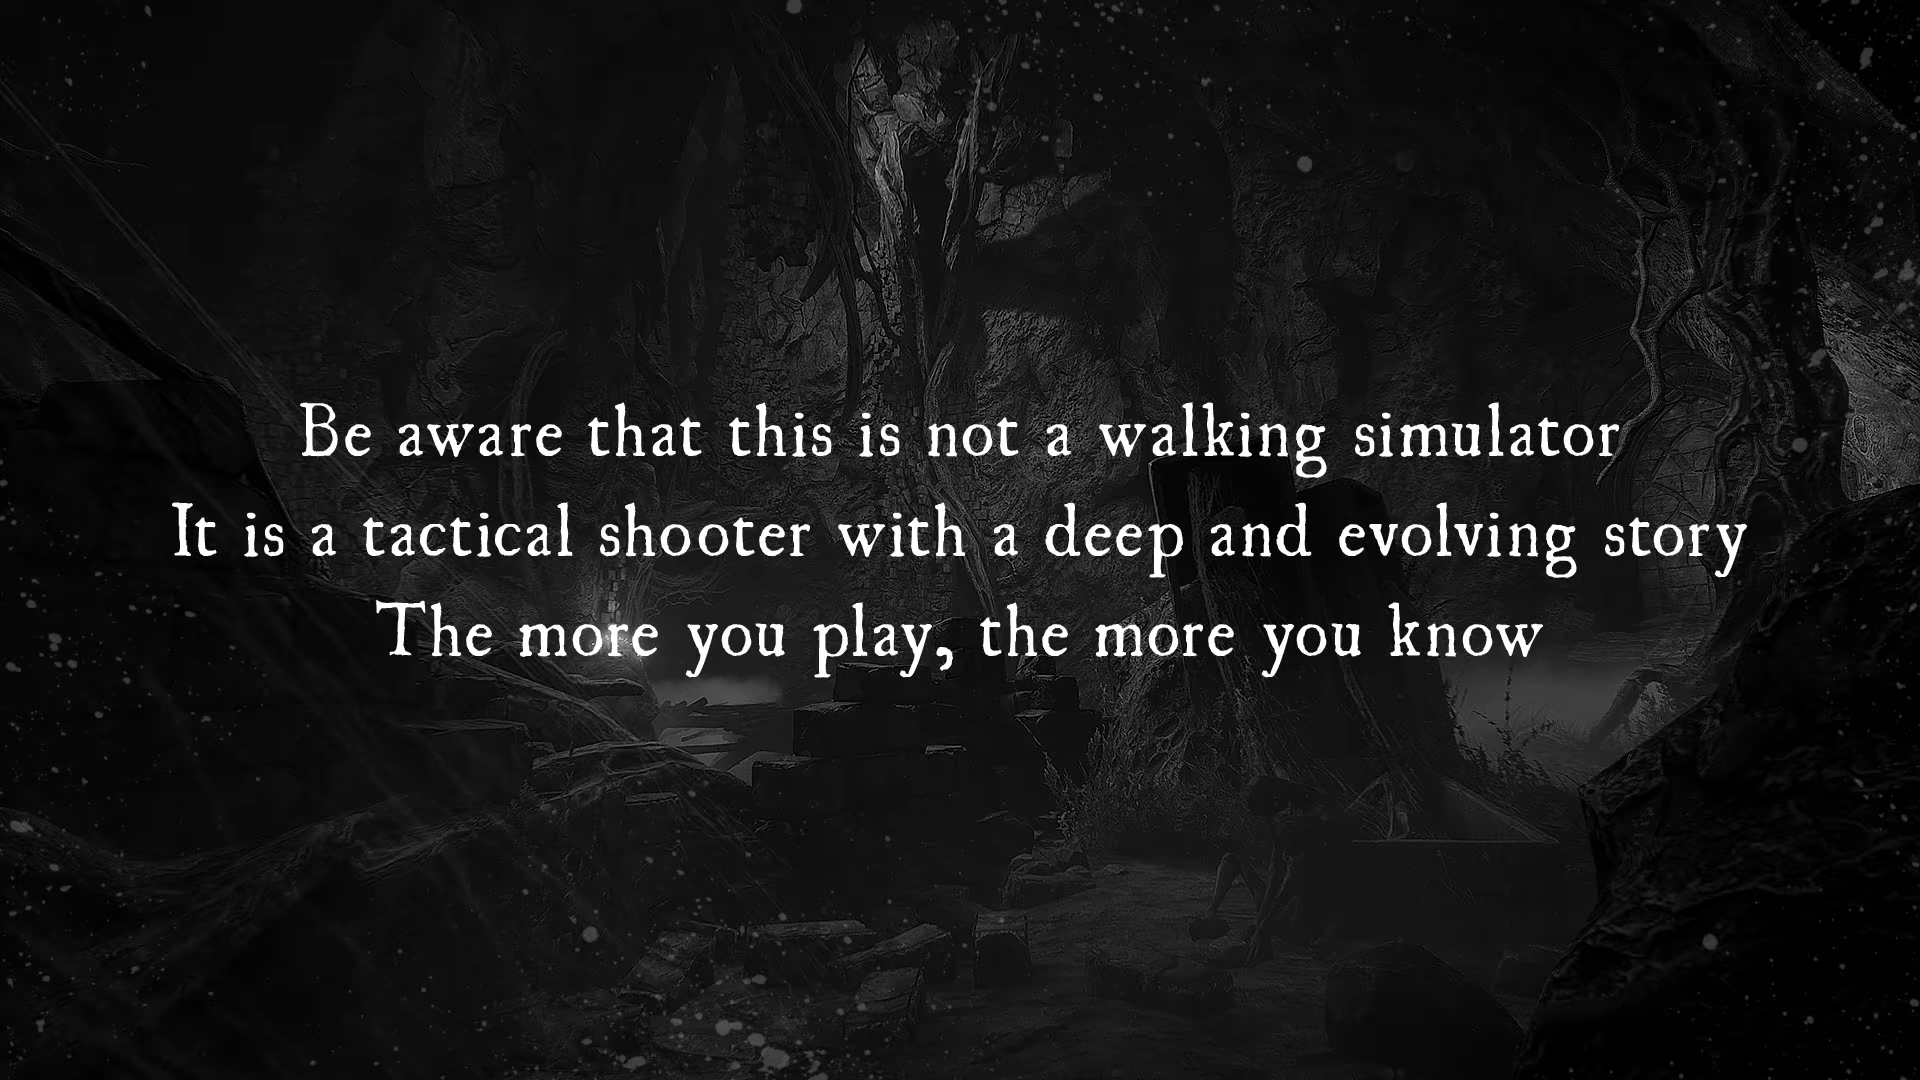 Be aware that this is not a walking simulator
It is a tactical shooter with a deep and evolving story
The more you play, the more you know